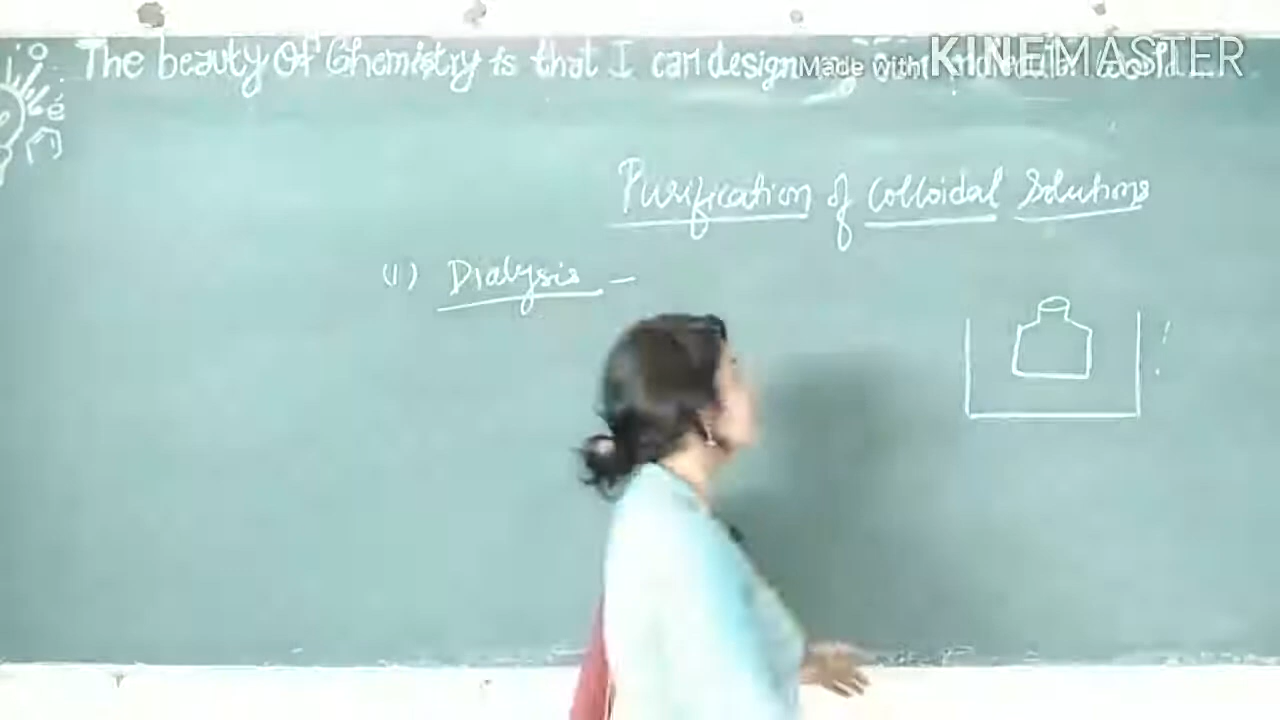 The beauty Of Chemistry is that I can design
Made with KINEMASTER
é
Purification of Colloidal Solutions
(1) Dialysis –